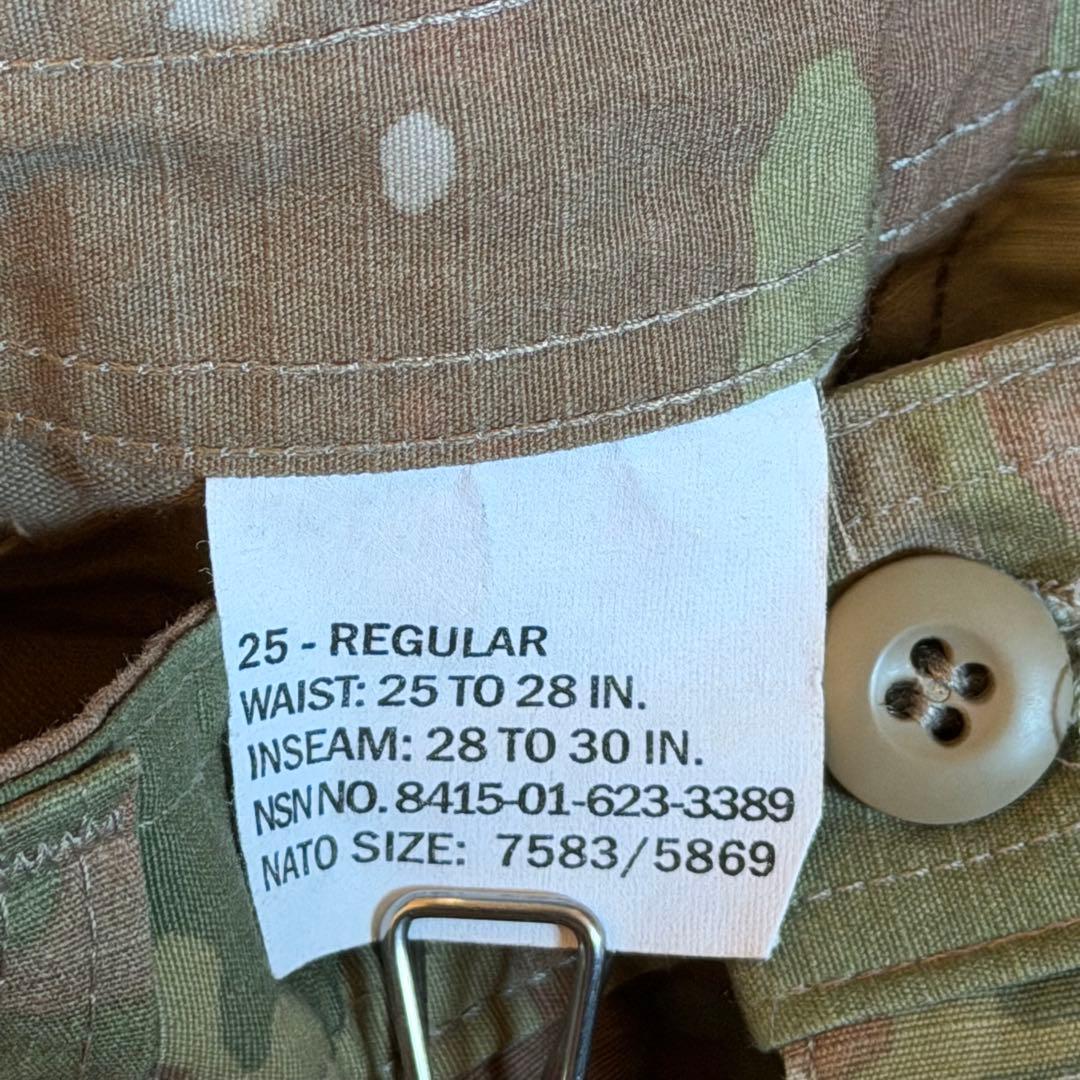 25 - REGULAR
WAIST: 25 TO 28 IN.
INSEAM: 28 TO 30 IN.
NSN NO. 8415-01-623-3389
NATO SIZE: 7583/5869